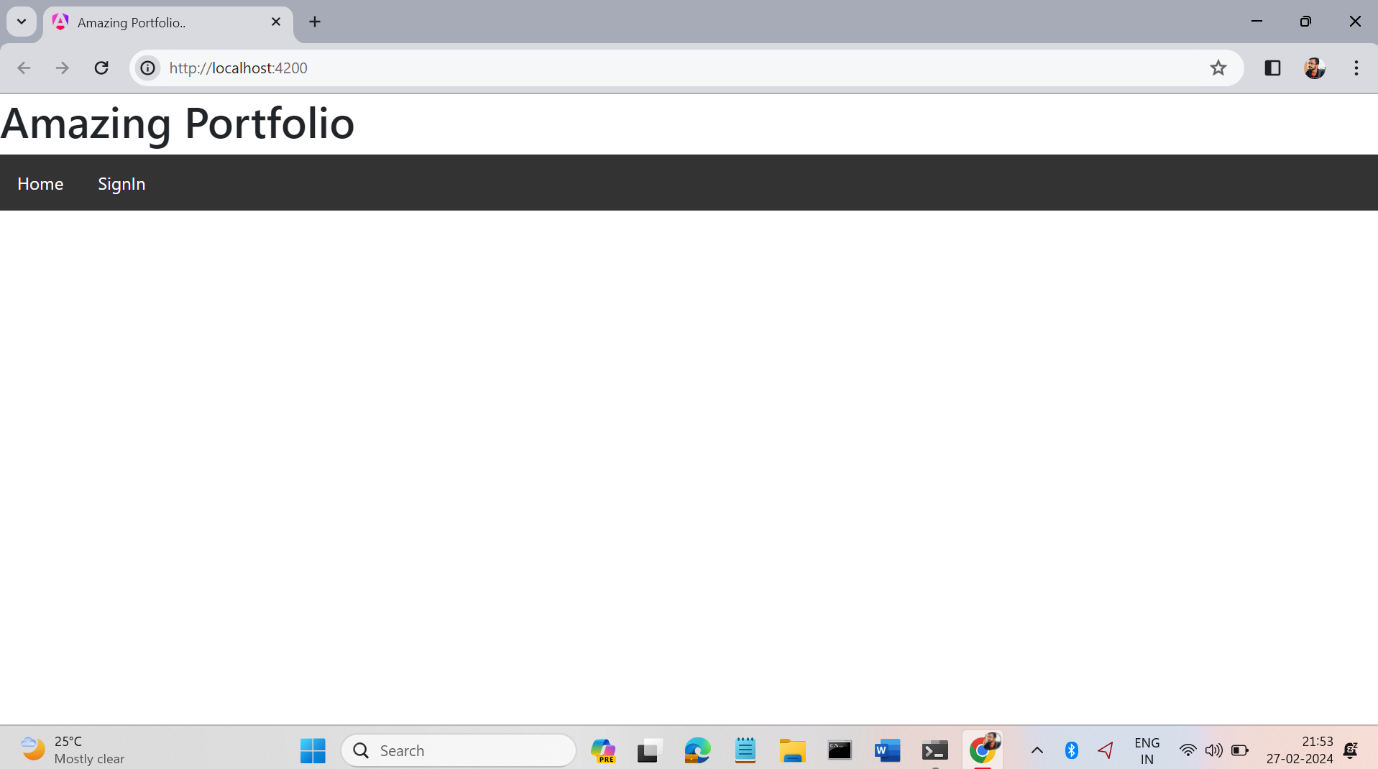 Amazing Portfolio..
http://localhost:4200
Amazing Portfolio
Home SignIn
25°C
Mostly clear
Search
PRE
ENG
IN
21:53
27-02-2024